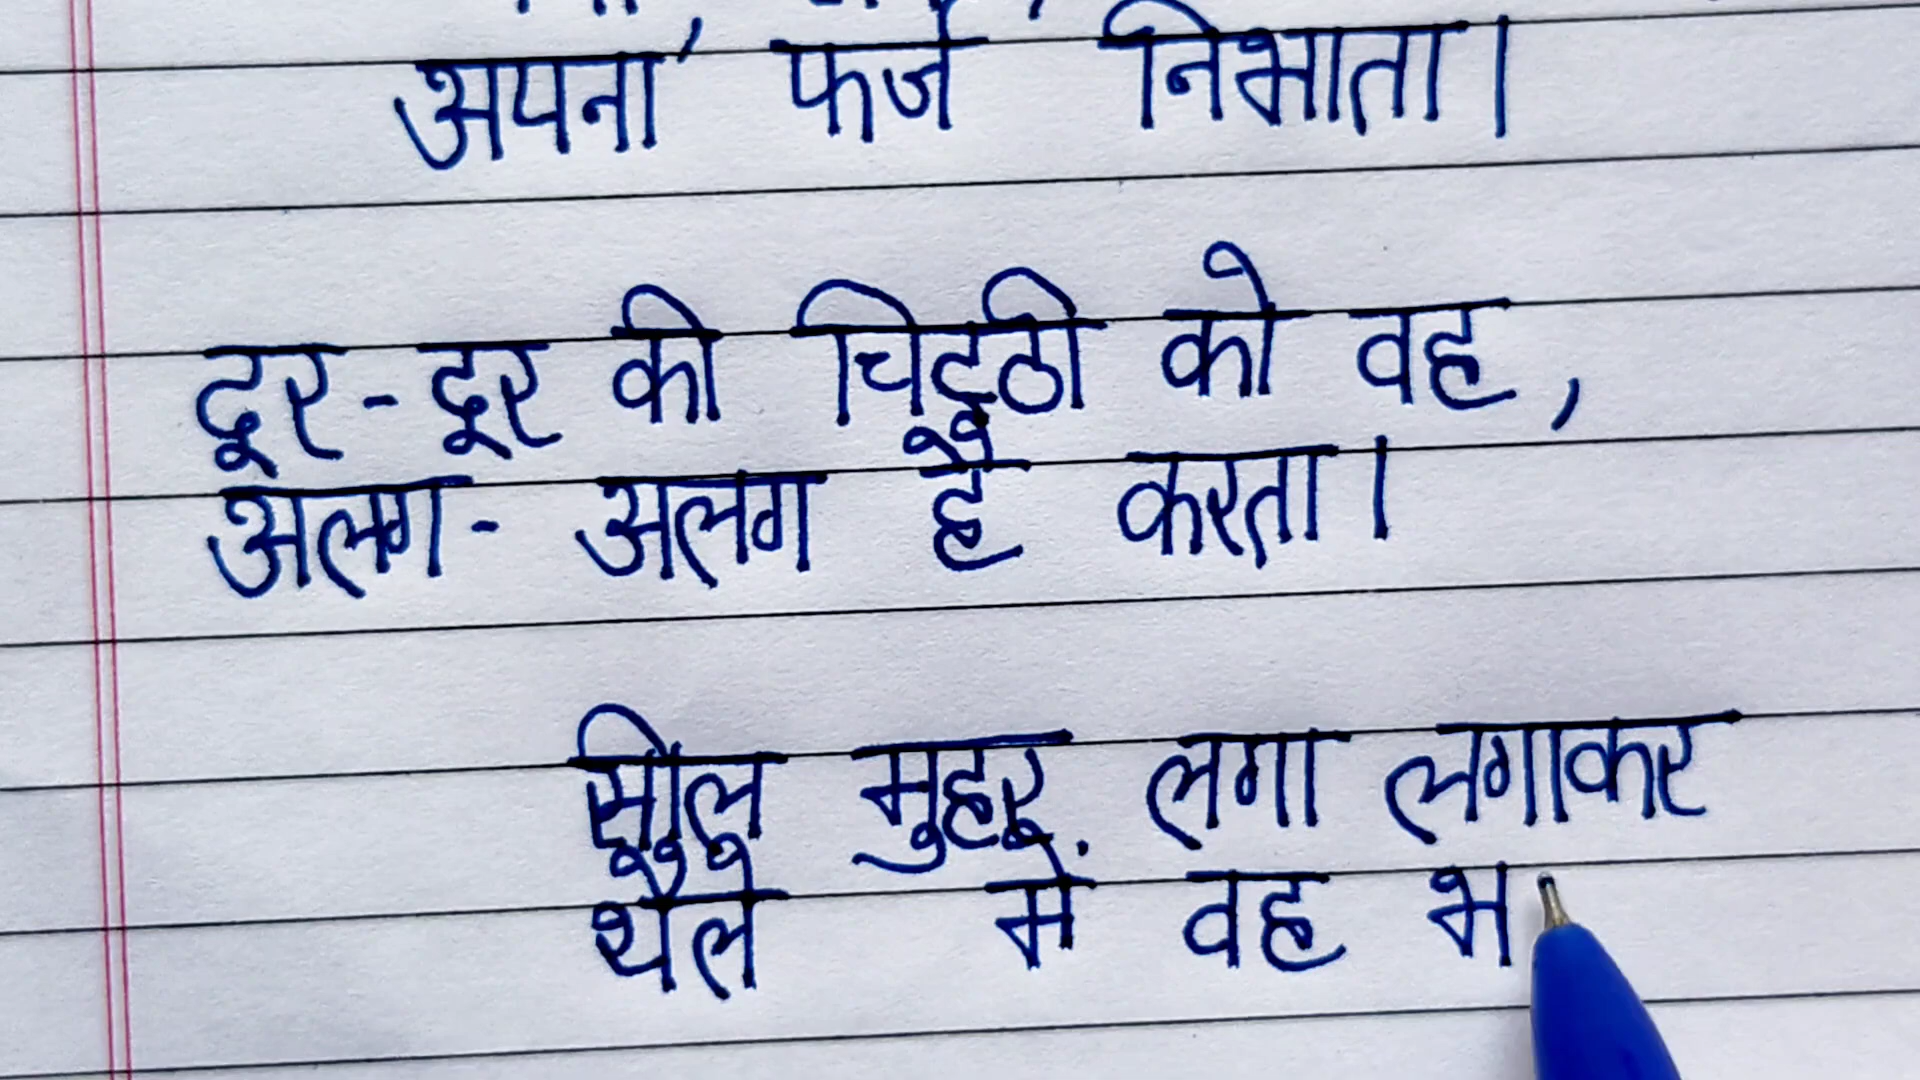 अपना फर्ज निभाता।
दूर-दूर की चिट्ठी को वह,
अलग- अलग है करता।
मुहर लगा लगाकर
थैले में वह भ